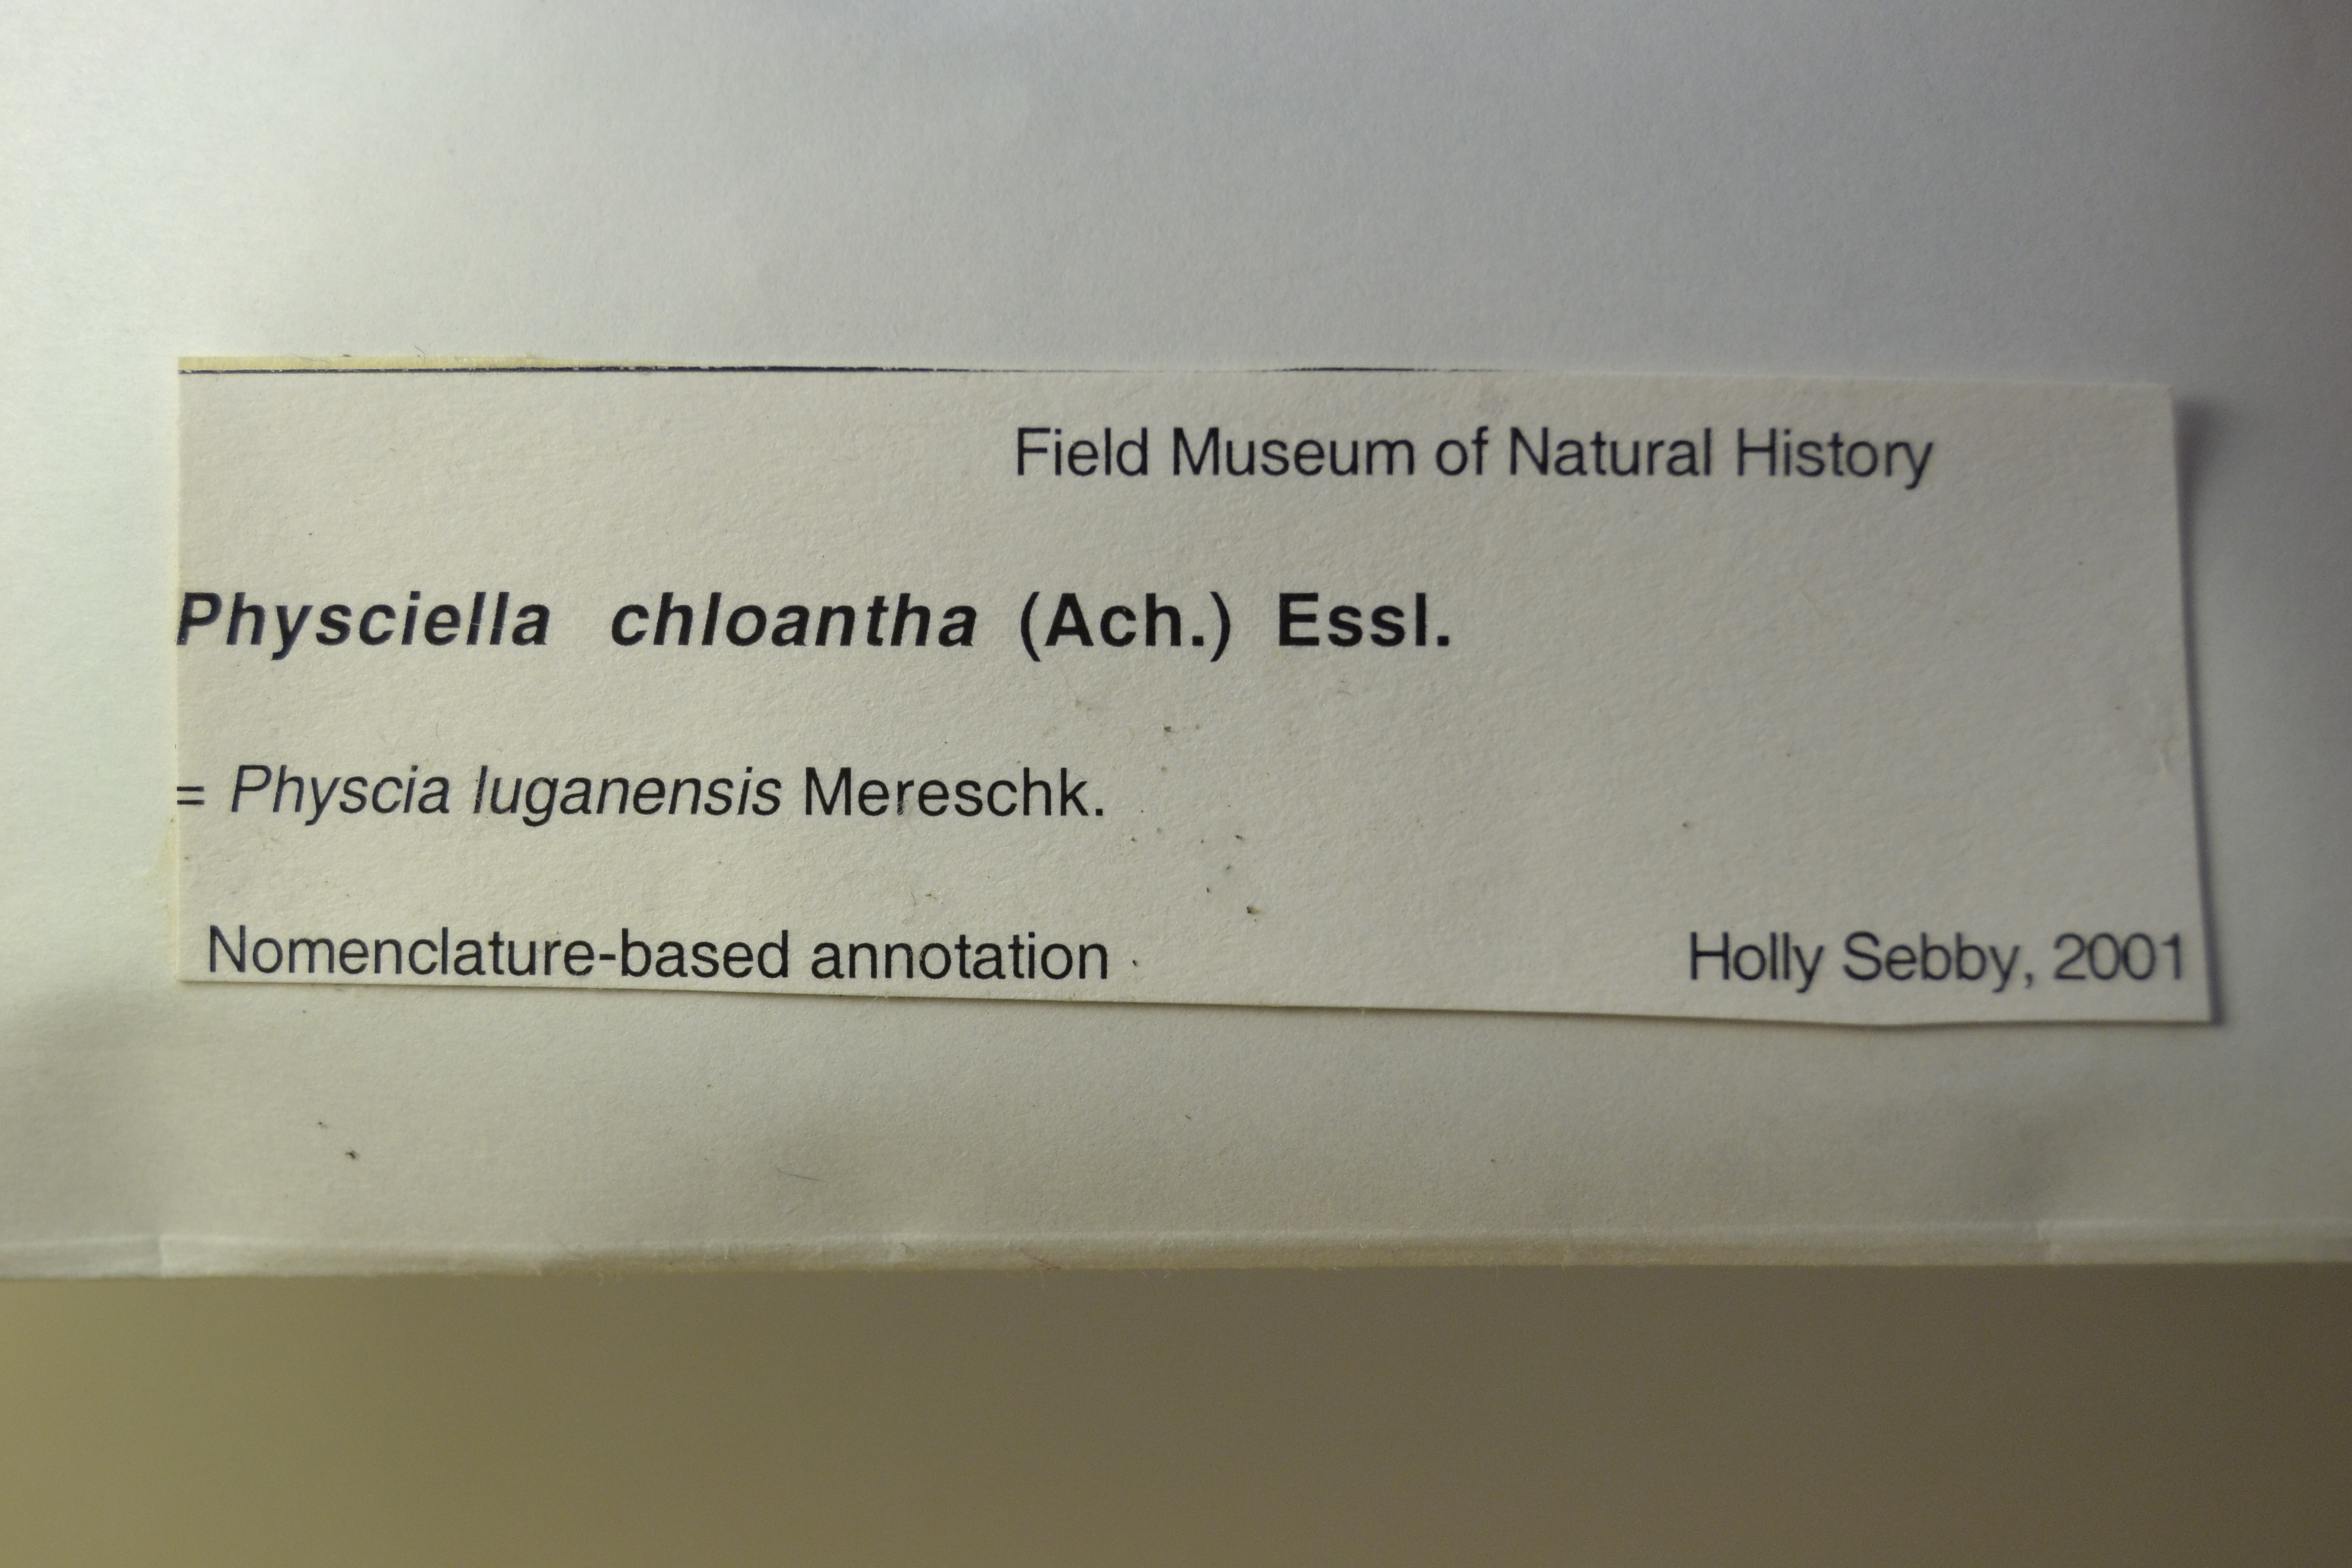 Field Museum of Natural History
Physciella chloantha (Ach.) Essl.
= Physcia luganensis Mereschk.
Nomenclature-based annotation
Holly Sebby, 2001